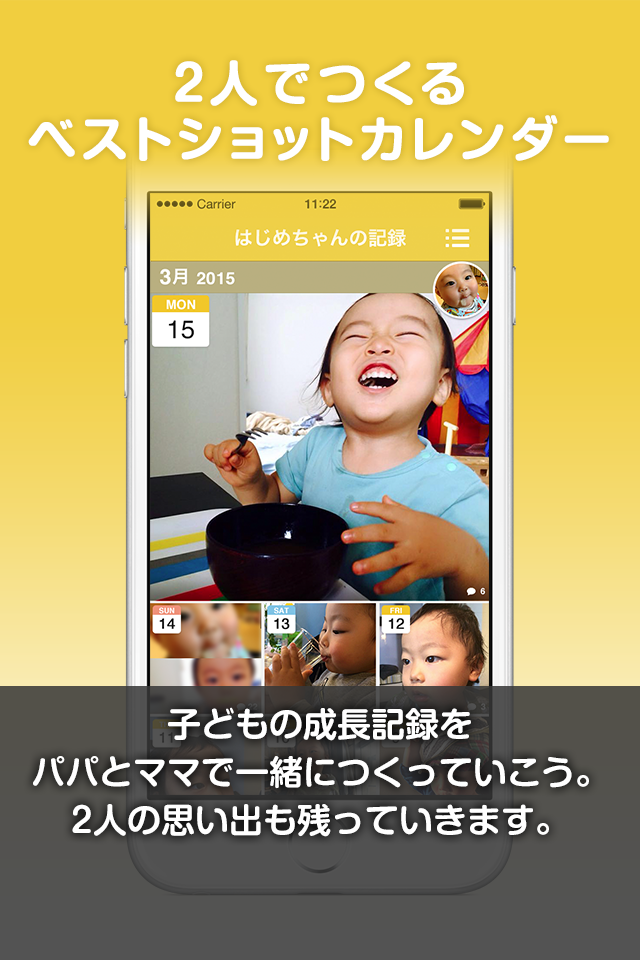 2人でつくる
ベストショットカレンダー
Carrier 11:22
はじめちゃんの記録
3月 2015
MON
15
6
SUN
14
SAT
13
FRI
12
3
子どもの成長記録を
パパとママで一緒につくっていこう。
2人の思い出も残っていきます。